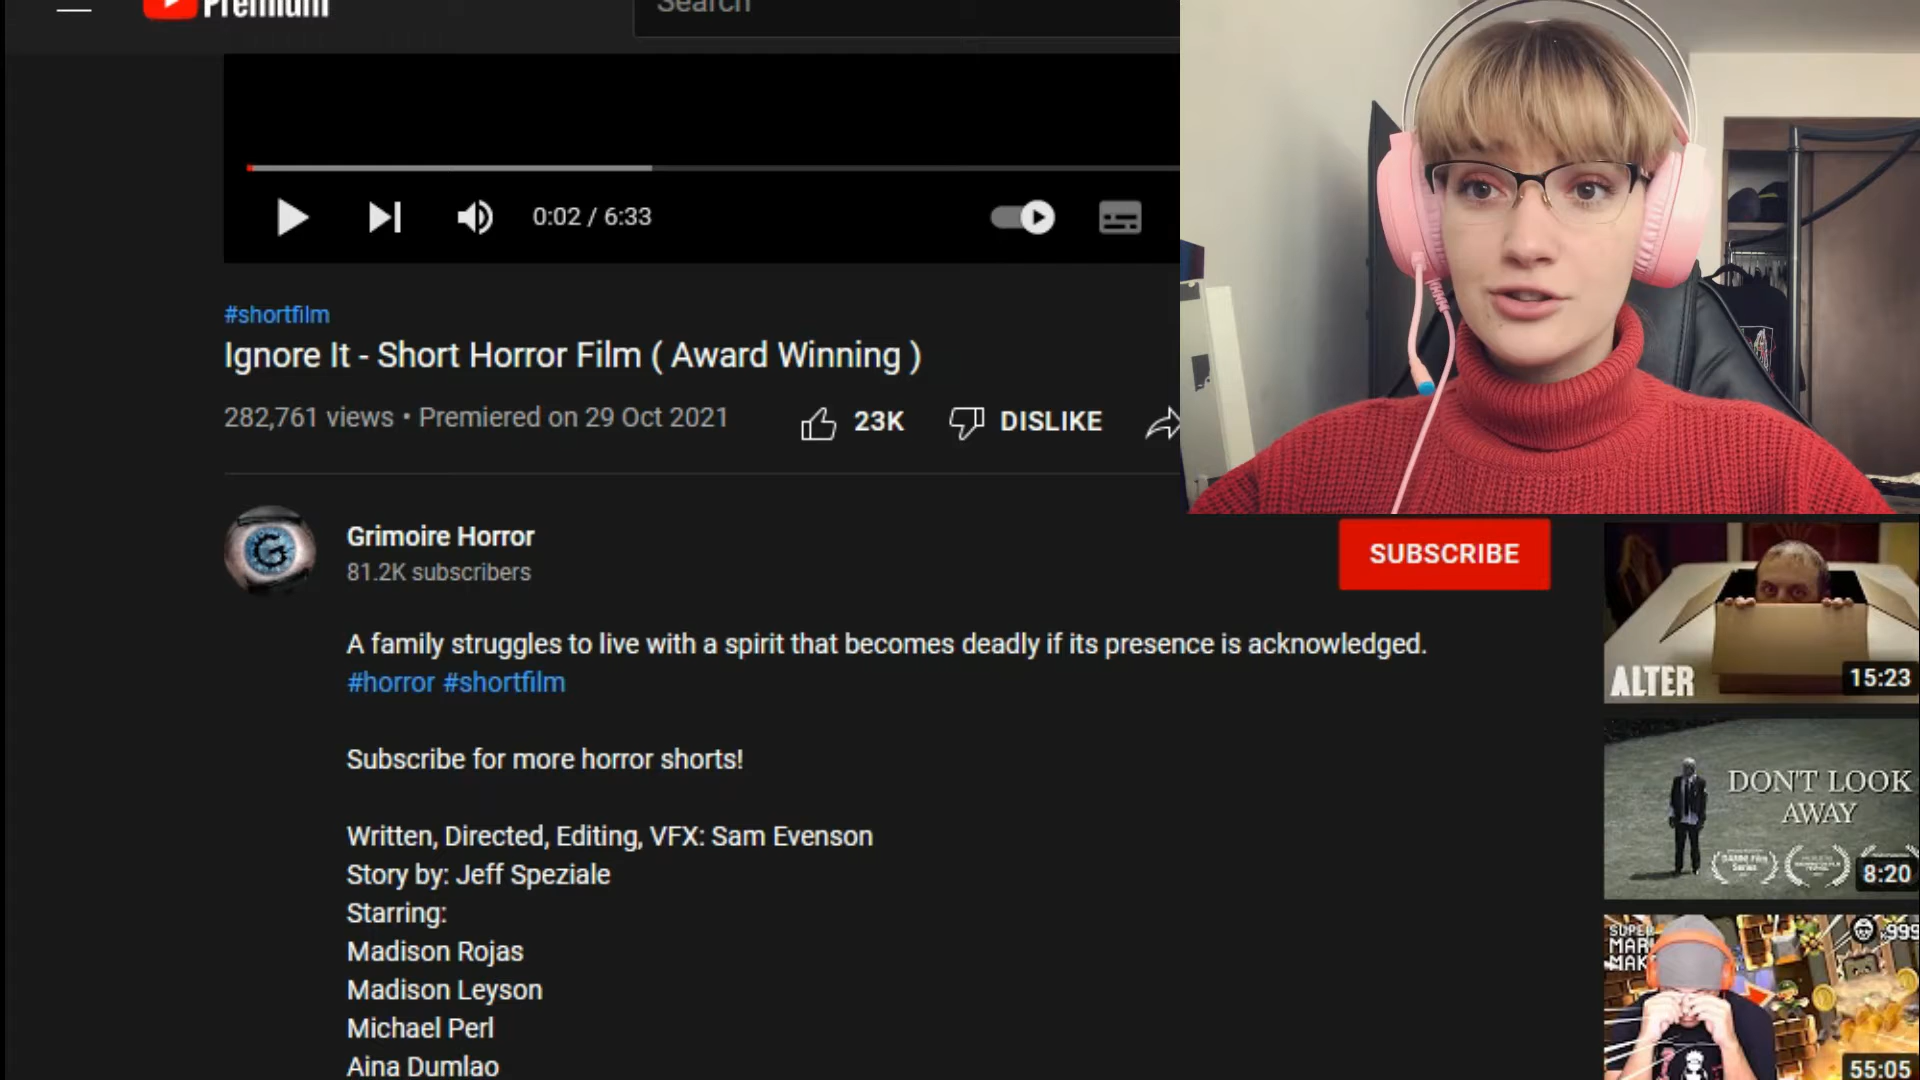 Premium
Search
0:02 / 6:33
#shortfilm
Ignore It - Short Horror Film ( Award Winning )
282,761 views • Premiered on 29 Oct 2021
23K
DISLIKE
Grimoire Horror
81.2K subscribers
SUBSCRIBE
A family struggles to live with a spirit that becomes deadly if its presence is acknowledged.
#horror #shortfilm
Subscribe for more horror shorts!
Written, Directed, Editing, VFX: Sam Evenson
Story by: Jeff Speziale
Starring:
Madison Rojas
Madison Leyson
Michael Perl
Aina Dumlao
ALTER
15:23
DON'T LOOK
AWAY
8:20
SUPER
MAR
MAK
999
55:05